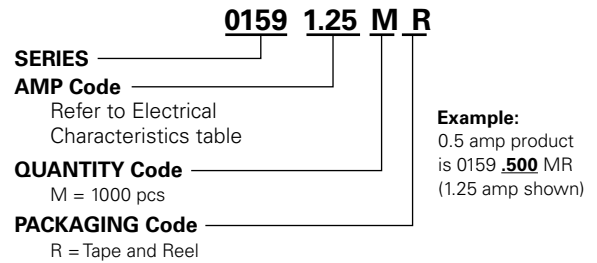 0159 1.25 M R
SERIES
AMP Code
Refer to Electrical
Characteristics table
QUANTITY Code
M = 1000 pcs
PACKAGING Code
R = Tape and Reel
Example:
0.5 amp product
is 0159 .500 MR
(1.25 amp shown)